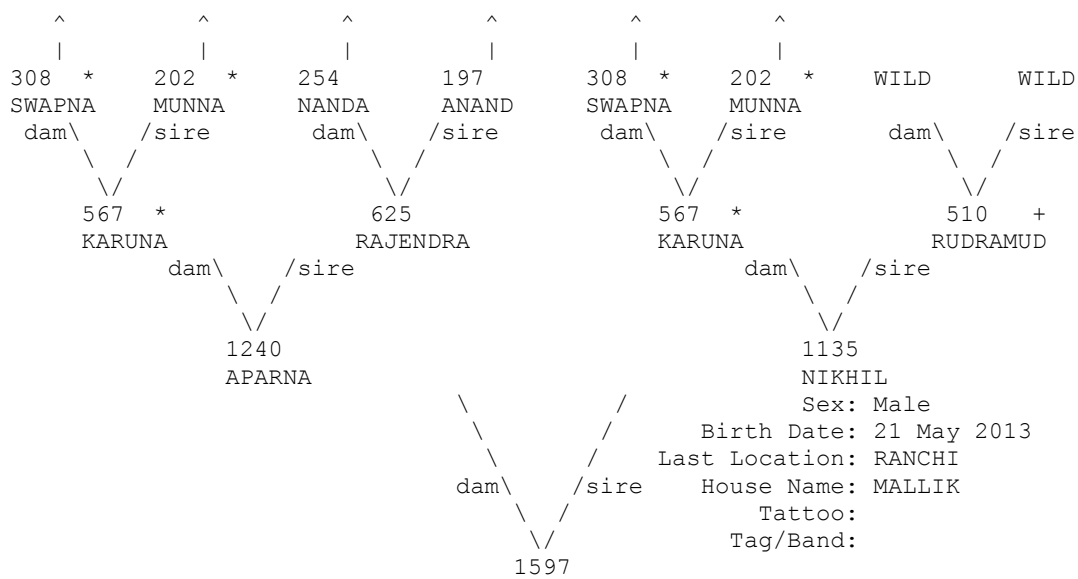 ^ ^ ^ ^ ^ ^
| | | | | |
308 * 202 * 254 197 308 * 202 * WILD WILD
SWAPNA MUNNA NANDA ANAND SWAPNA MUNNA
dam\ /sire dam\ /sire dam\ /sire dam\ /sire
\ / \ / \ / \ /
\/ \/ \/ \/
567 * 625 567 * 510 +
KARUNA RAJENDRA KARUNA RUDRAMUD
dam\ /sire dam\ /sire
\ / \ /
\/ \/
1240 1135
APARNA NIKHIL
\ / Sex: Male
\ / Birth Date: 21 May 2013
\ / Last Location: RANCHI
dam\ /sire House Name: MALLIK
\ / Tattoo:
\/ Tag/Band:
1597